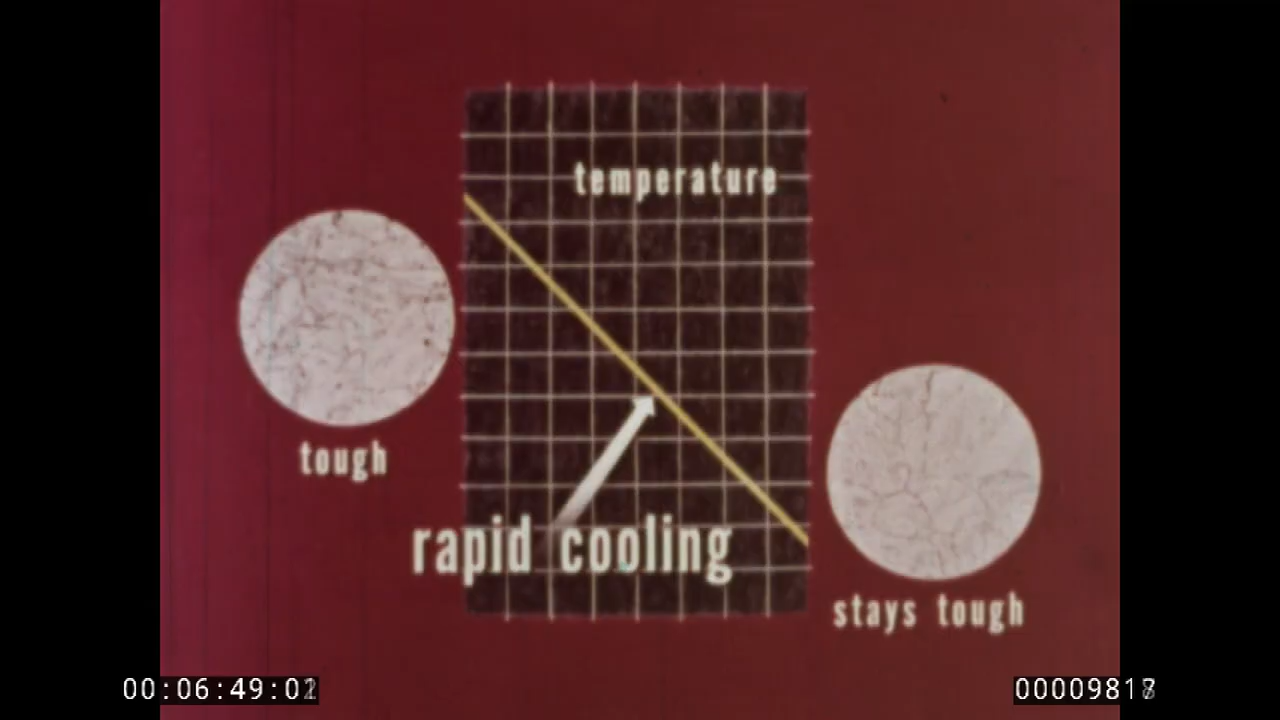 temperature
tough
rapid cooling
stays tough
00:06:49:02
00009817